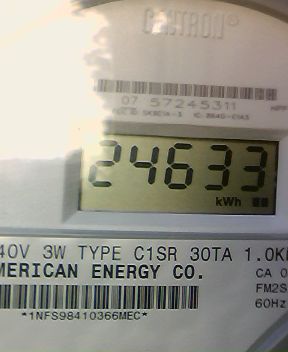 CENTRON®
07 57245311
24633
kWh
40V 3W TYPE C1SR 30TA 1.0K
MERICAN ENERGY CO.
CA 0
FM2S
60Hz
*1NFS98410366MEC*